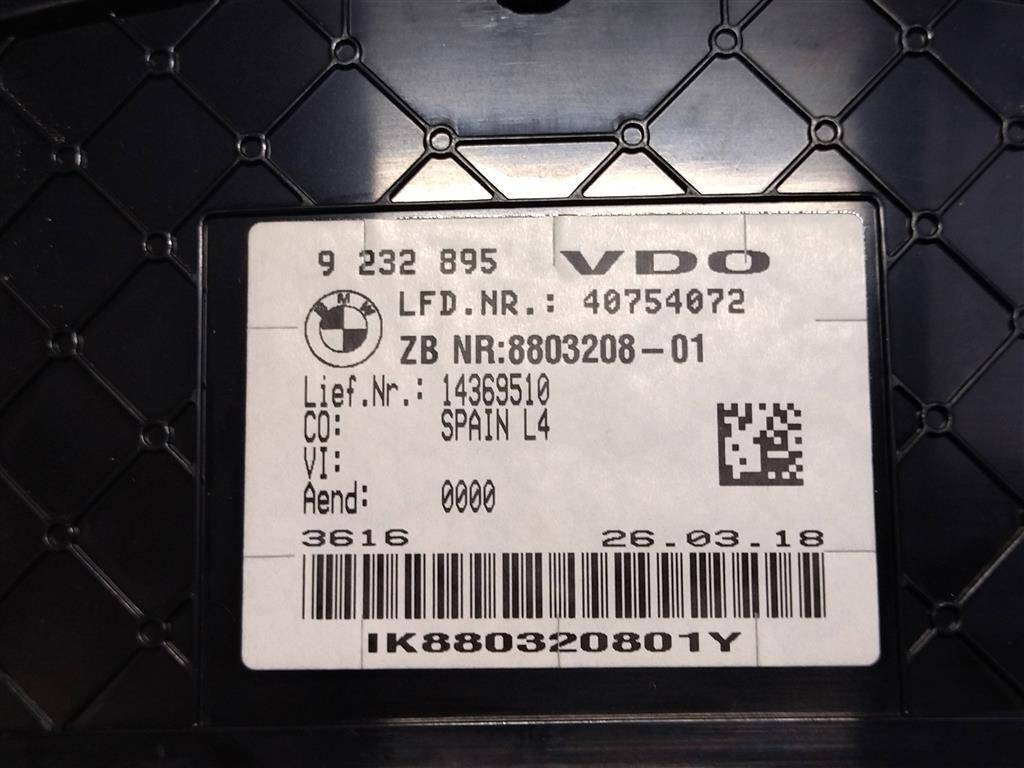 9 232 895 VDO
BMW
LFD.NR.: 40754072
ZB NR:8803208-01
Lief.Nr.: 14369510
CO: SPAIN L4
VI:
Aend: 0000
3616 26.03.18
IK880320801Y